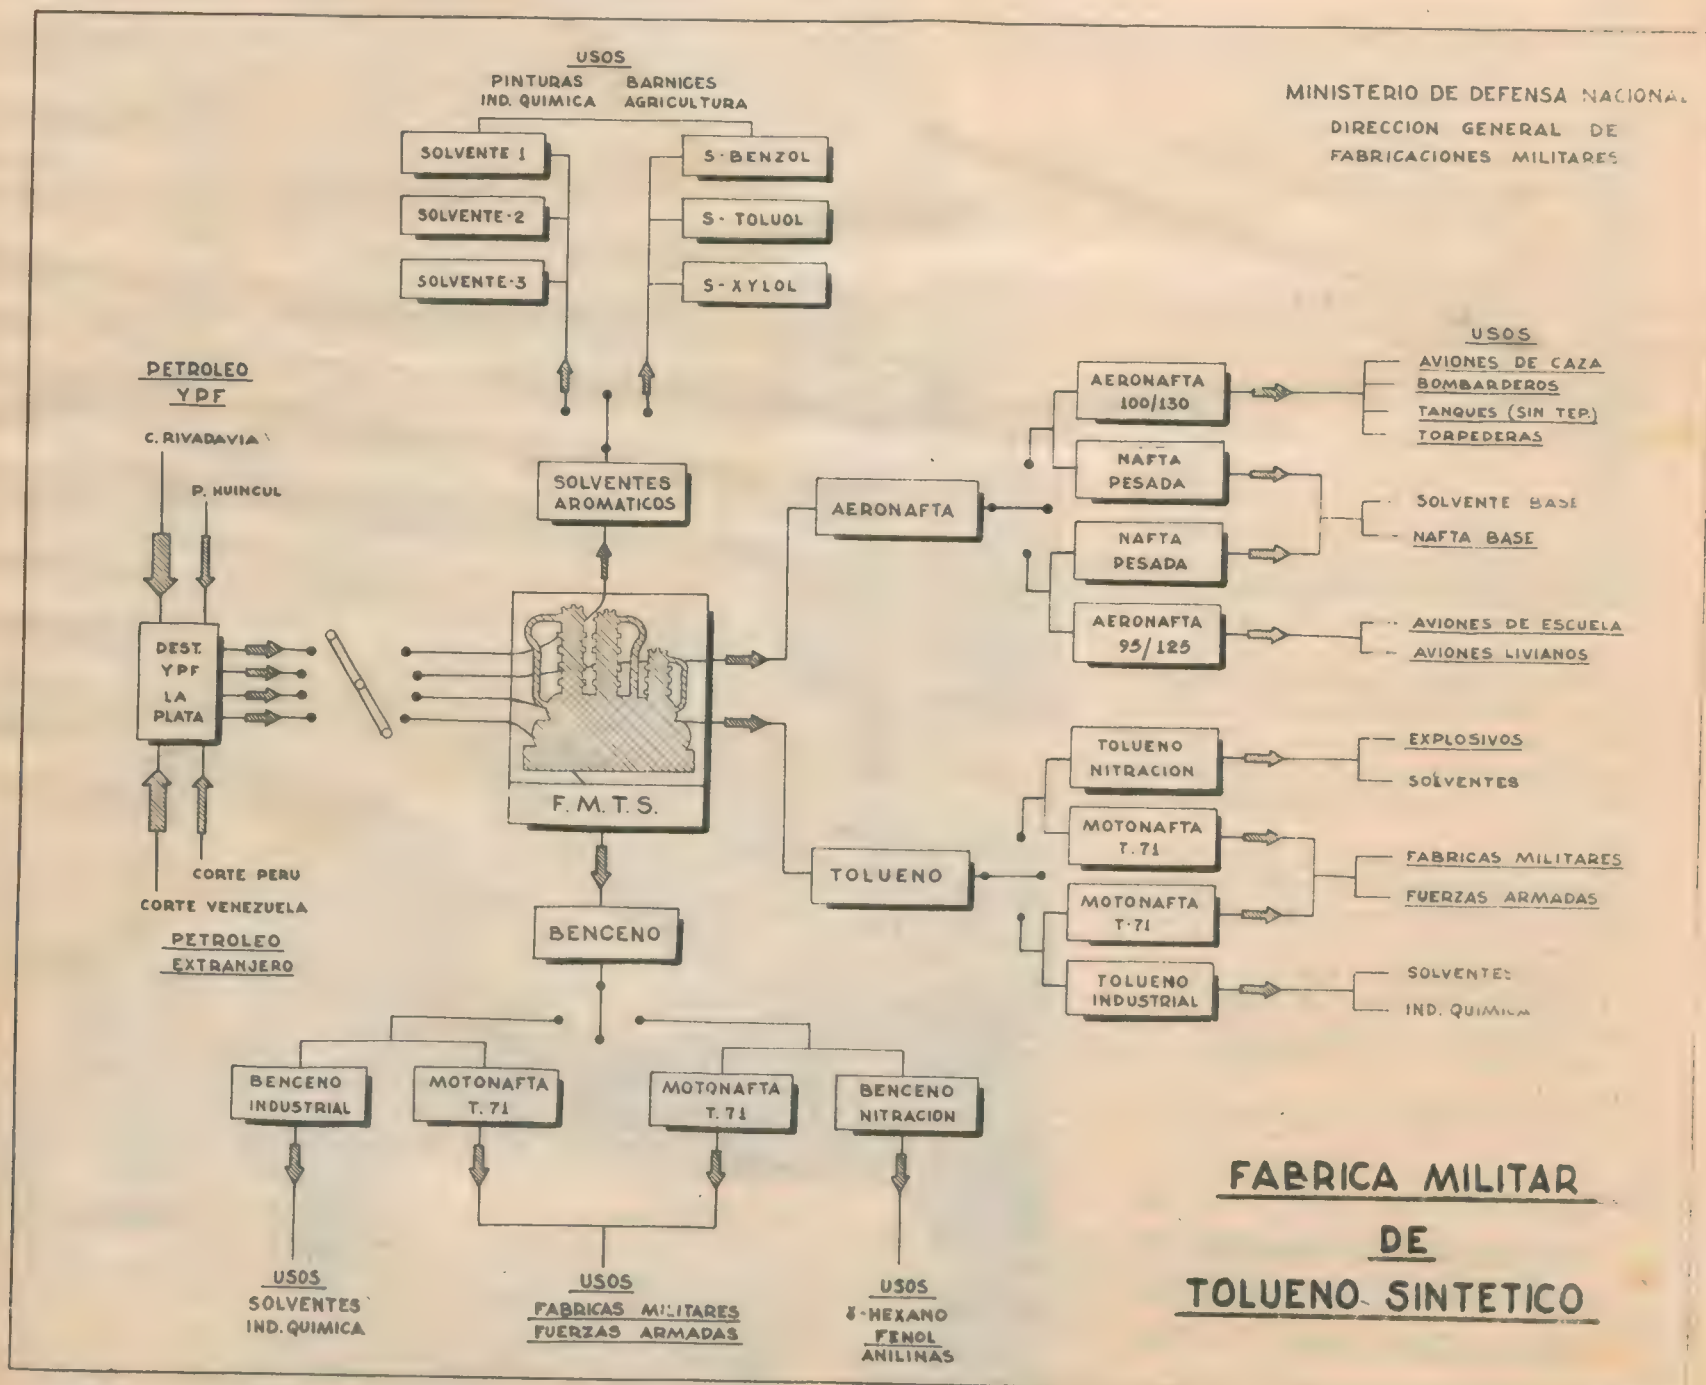 USOS
PINTURAS BARNICES
IND. QUIMICA AGRICULTURA
MINISTERIO DE DEFENSA NACIONAL
DIRECCION GENERAL DE
FABRICACIONES MILITARES
SOLVENTE 1
SOLVENTE-2
SOLVENTE-3
S-BENZOL
S-TOLUOL
S-XYLOL
PETROLEO
YPF
C. RIVADAVIA
P. HUINCUL
SOLVENTES
AROMATICOS
DEST.
YPF
LA
PLATA
F. M. T. S.
CORTE PERU
CORTE VENEZUELA
PETROLEO
EXTRANJERO
AERONAFTA
AERONAFTA
100/130
NAFTA
PESADA
NAFTA
PESADA
AERONAFTA
95/125
USOS
AVIONES DE CAZA
BOMBARDEROS
TANQUES (SIN TEP.)
TORPEDERAS
SOLVENTE BASE
NAFTA BASE
AVIONES DE ESCUELA
AVIONES LIVIANOS
TOLUENO
TOLUENO
NITRACION
MOTONAFTA
T.71
MOTONAFTA
T-71
TOLUENO
INDUSTRIAL
EXPLOSIVOS
SOLVENTES
FABRICAS MILITARES
FUERZAS ARMADAS
SOLVENTES
IND. QUIMICA
BENCENO
BENCENO
INDUSTRIAL
MOTONAFTA
T.71
MOTONAFTA
T.71
BENCENO
NITRACION
USOS
SOLVENTES
IND. QUIMICA
USOS
FABRICAS MILITARES
FUERZAS ARMADAS
USOS
γ-HEXANO
FENOL
ANILINAS
FABRICA MILITAR
DE
TOLUENO SINTETICO